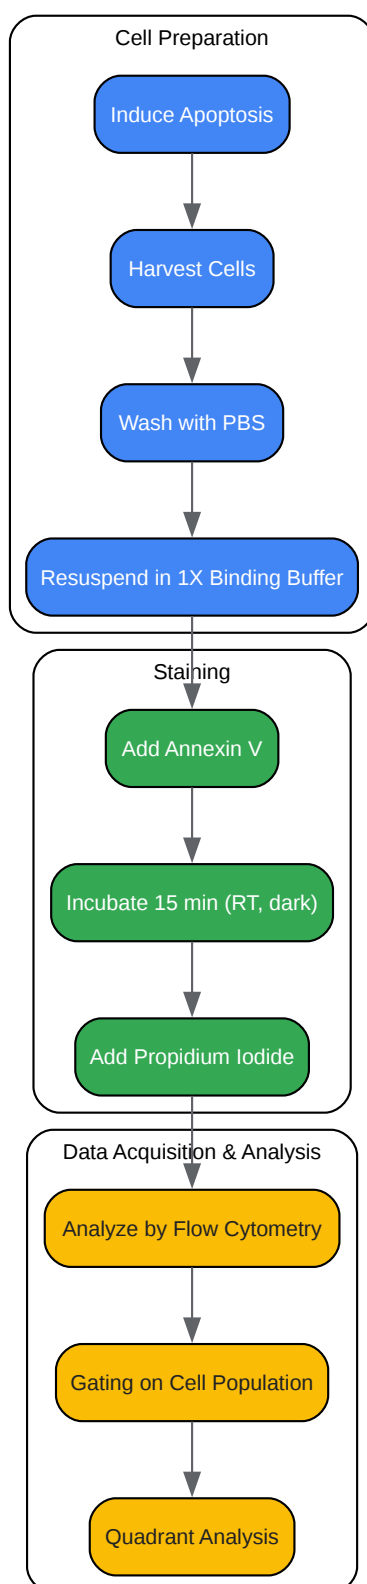 Cell Preparation
Induce Apoptosis
Harvest Cells
Wash with PBS
Resuspend in 1X Binding Buffer
Staining
Add Annexin V
Incubate 15 min (RT, dark)
Add Propidium Iodide
Data Acquisition & Analysis
Analyze by Flow Cytometry
Gating on Cell Population
Quadrant Analysis